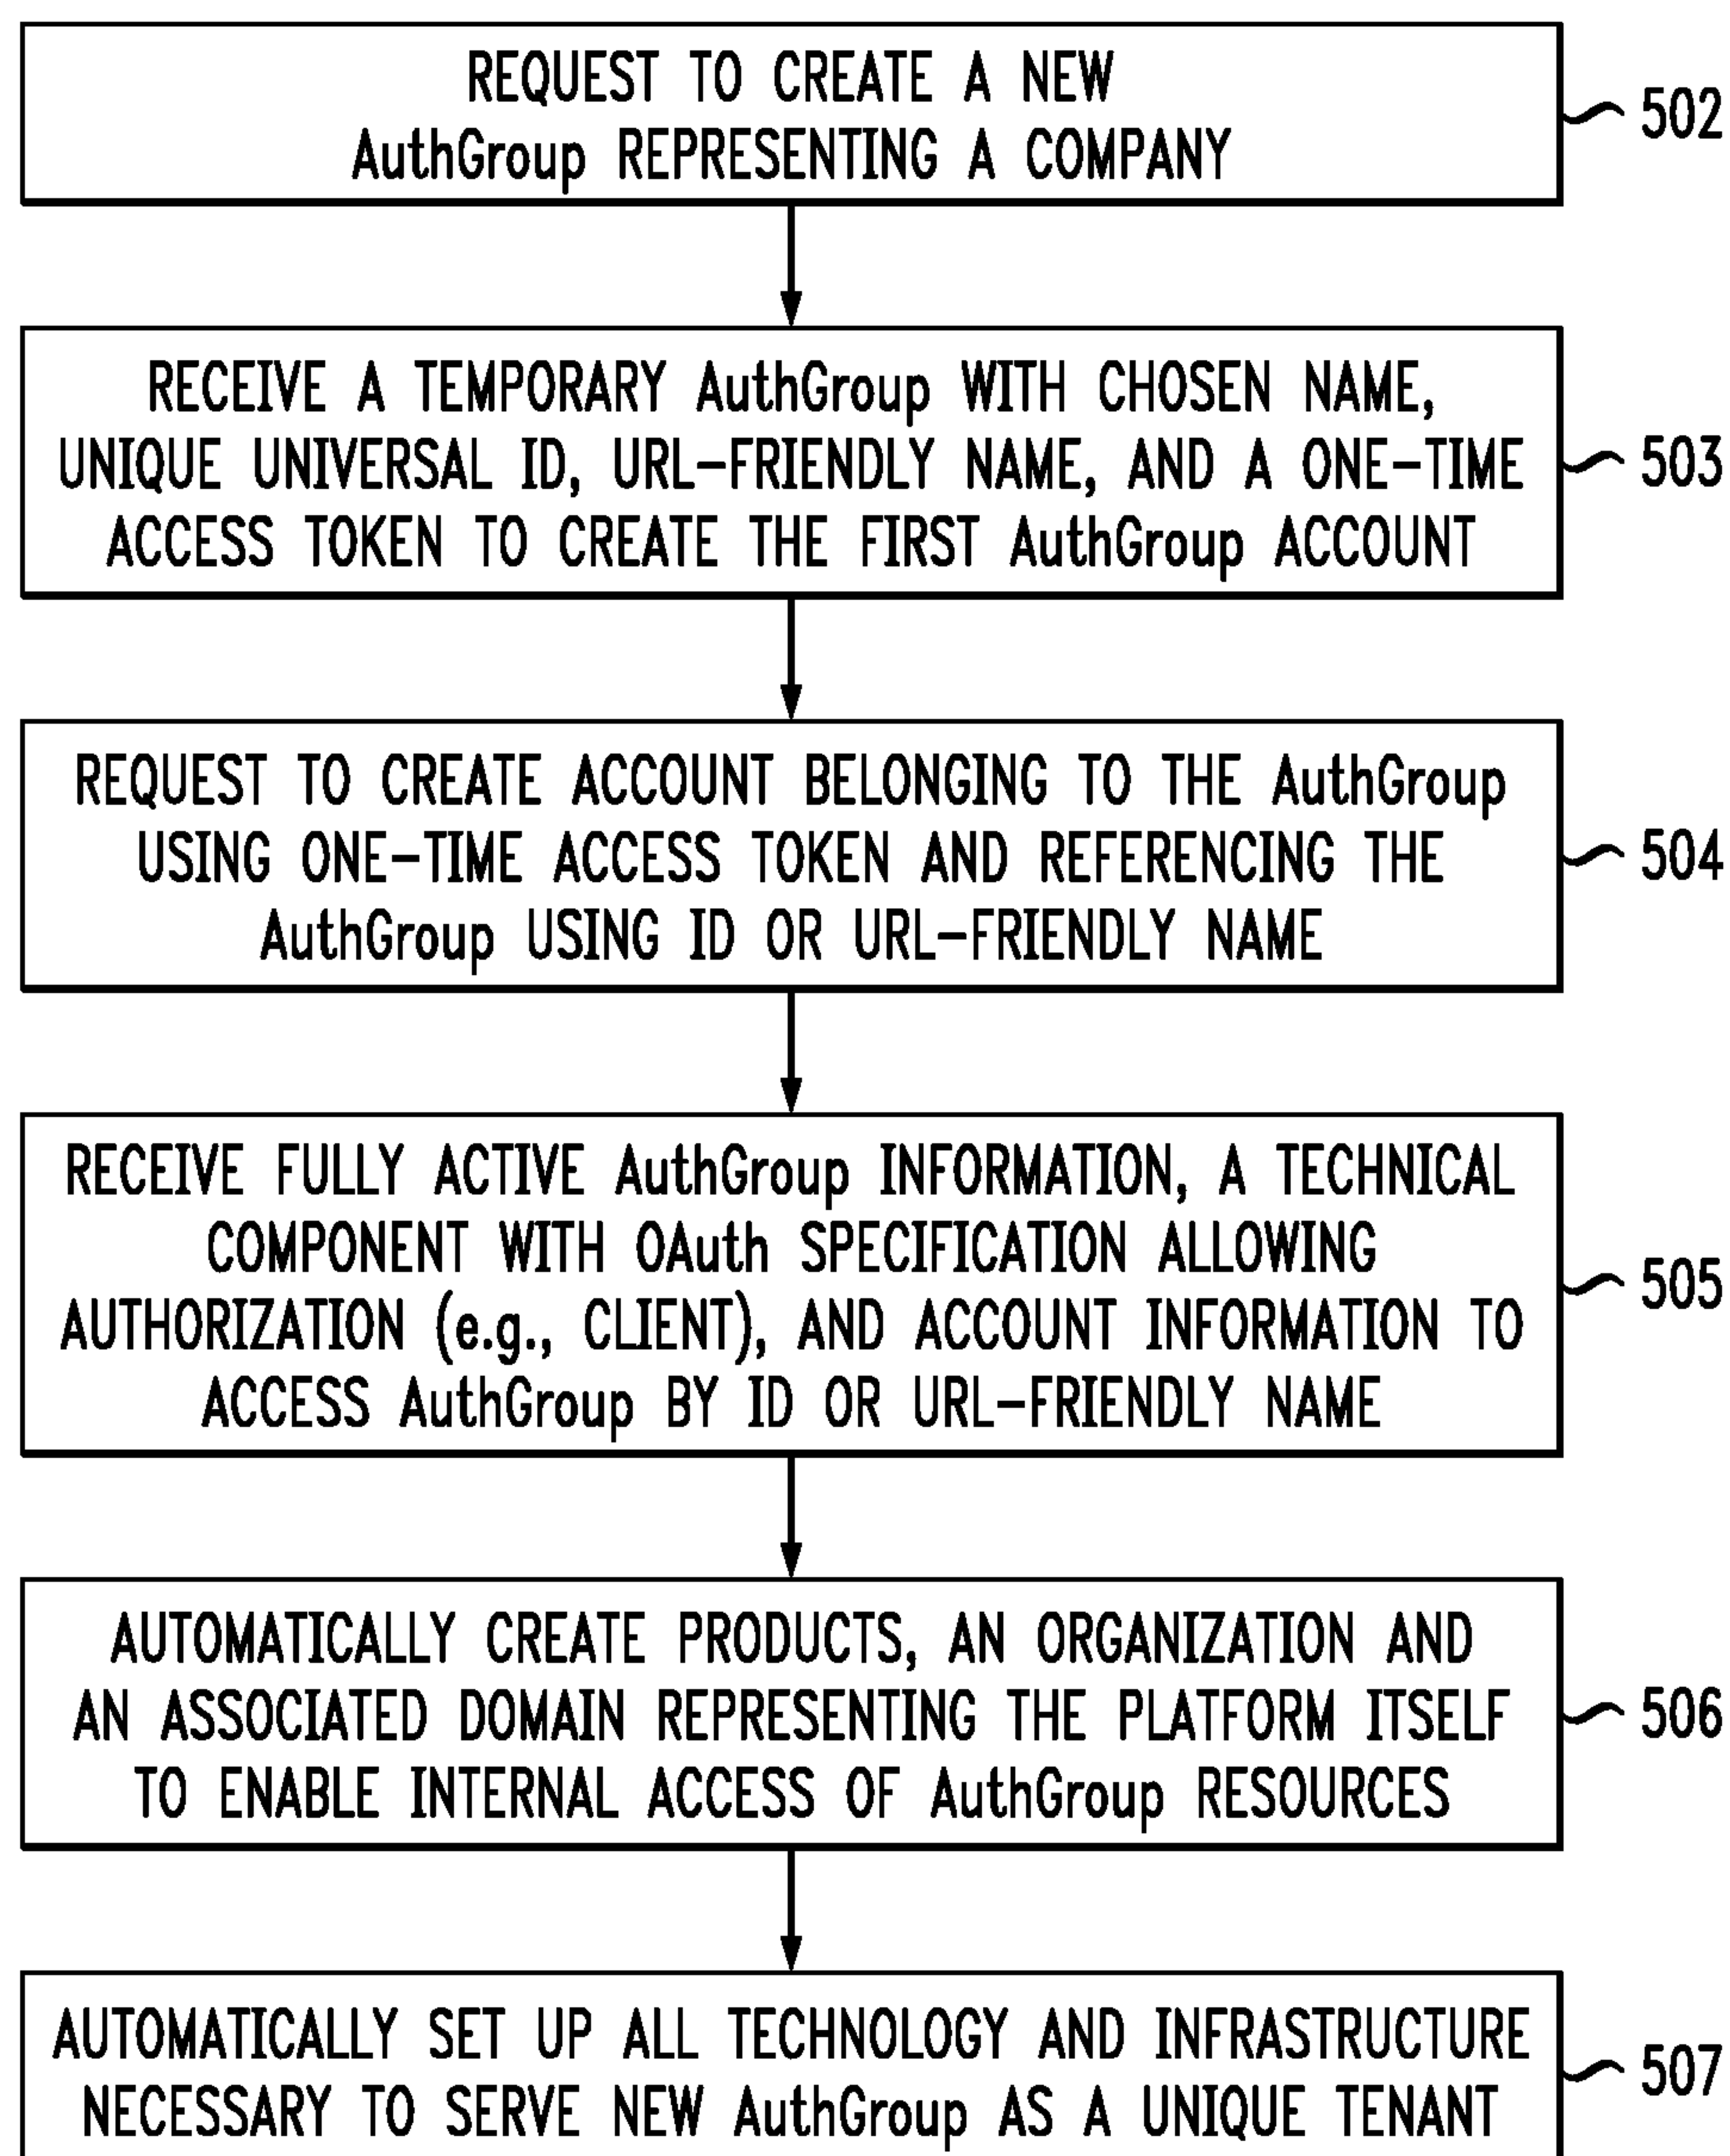 REQUEST TO CREATE A NEW
AuthGroup REPRESENTING A COMPANY
502
RECEIVE A TEMPORARY AuthGroup WITH CHOSEN NAME,
UNIQUE UNIVERSAL ID, URL-FRIENDLY NAME, AND A ONE-TIME
ACCESS TOKEN TO CREATE THE FIRST AuthGroup ACCOUNT
503
REQUEST TO CREATE ACCOUNT BELONGING TO THE AuthGroup
USING ONE-TIME ACCESS TOKEN AND REFERENCING THE
AuthGroup USING ID OR URL-FRIENDLY NAME
504
RECEIVE FULLY ACTIVE AuthGroup INFORMATION, A TECHNICAL
COMPONENT WITH OAuth SPECIFICATION ALLOWING
AUTHORIZATION (e.g., CLIENT), AND ACCOUNT INFORMATION TO
ACCESS AuthGroup BY ID OR URL-FRIENDLY NAME
505
AUTOMATICALLY CREATE PRODUCTS, AN ORGANIZATION AND
AN ASSOCIATED DOMAIN REPRESENTING THE PLATFORM ITSELF
TO ENABLE INTERNAL ACCESS OF AuthGroup RESOURCES
506
AUTOMATICALLY SET UP ALL TECHNOLOGY AND INFRASTRUCTURE
NECESSARY TO SERVE NEW AuthGroup AS A UNIQUE TENANT
507